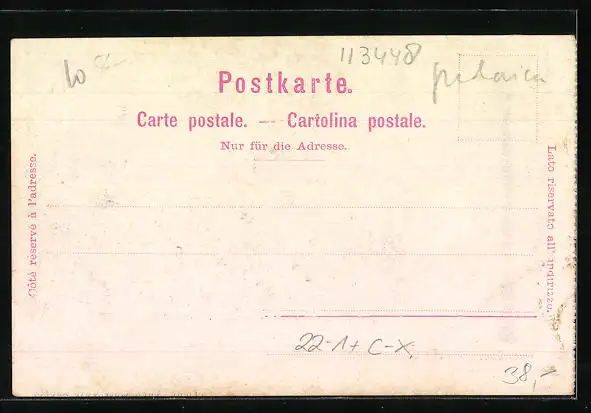 10
113448
Postkarte.
Carte postale. — Cartolina postale.
Nur für die Adresse.
Côté réservé à l'adresse.
Lato riservato all' indirizzo.
22-1+ C-X,
38,-